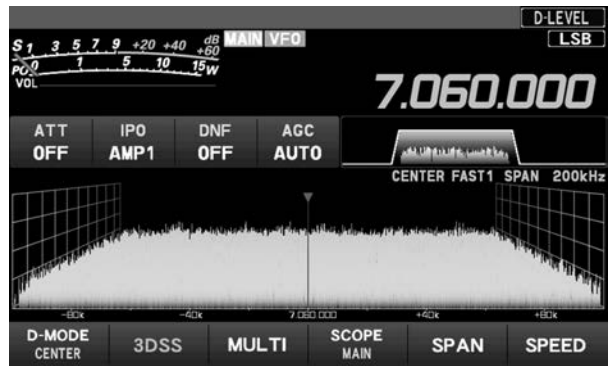 D-LEVEL
S 1 3 5 7 9 +20 +40 +60 dB MAIN VFO LSB
PO 0 1 5 10 15 W
VOL
7.060.000
ATT IPO DNF AGC
OFF AMP1 OFF AUTO
CENTER FAST1 SPAN 200kHz
-80k -40k 7.060.000 +40k +80k
D-MODE 3DSS MULTI SCOPE SPAN SPEED
CENTER MAIN